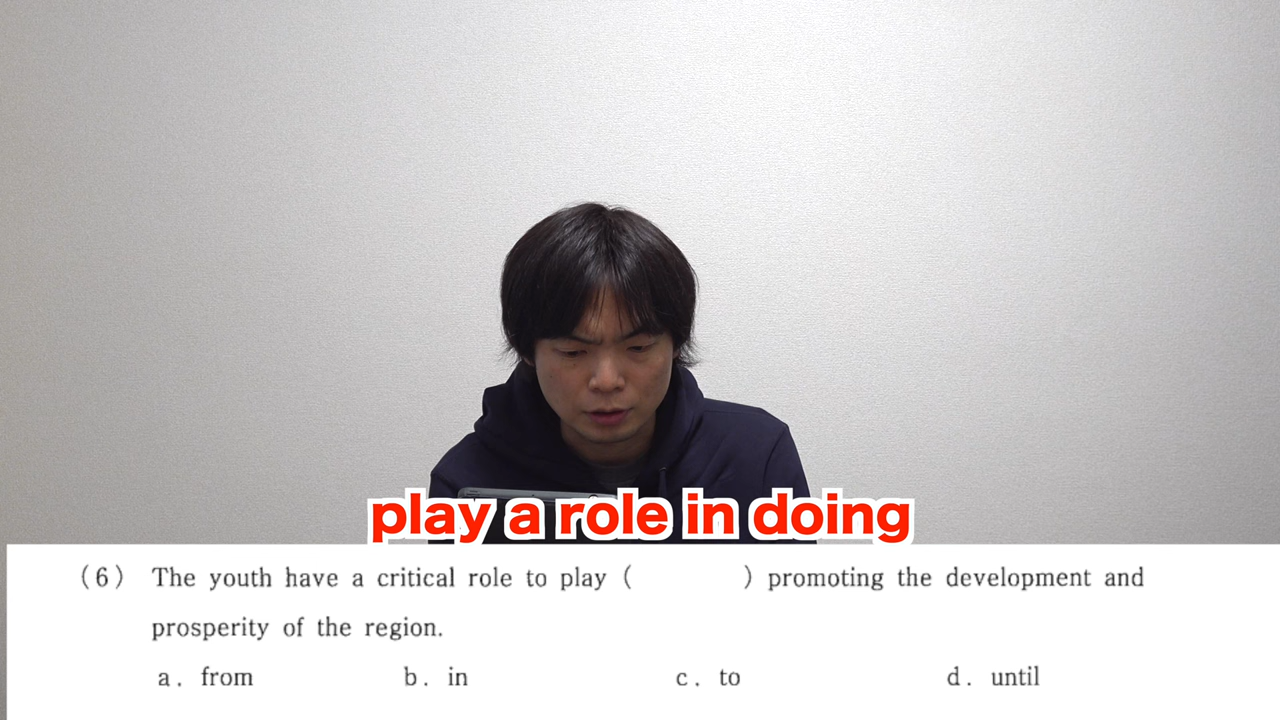 play a role in doing
(6) The youth have a critical role to play (　　　) promoting the development and
prosperity of the region.
a. from b. in c. to d. until